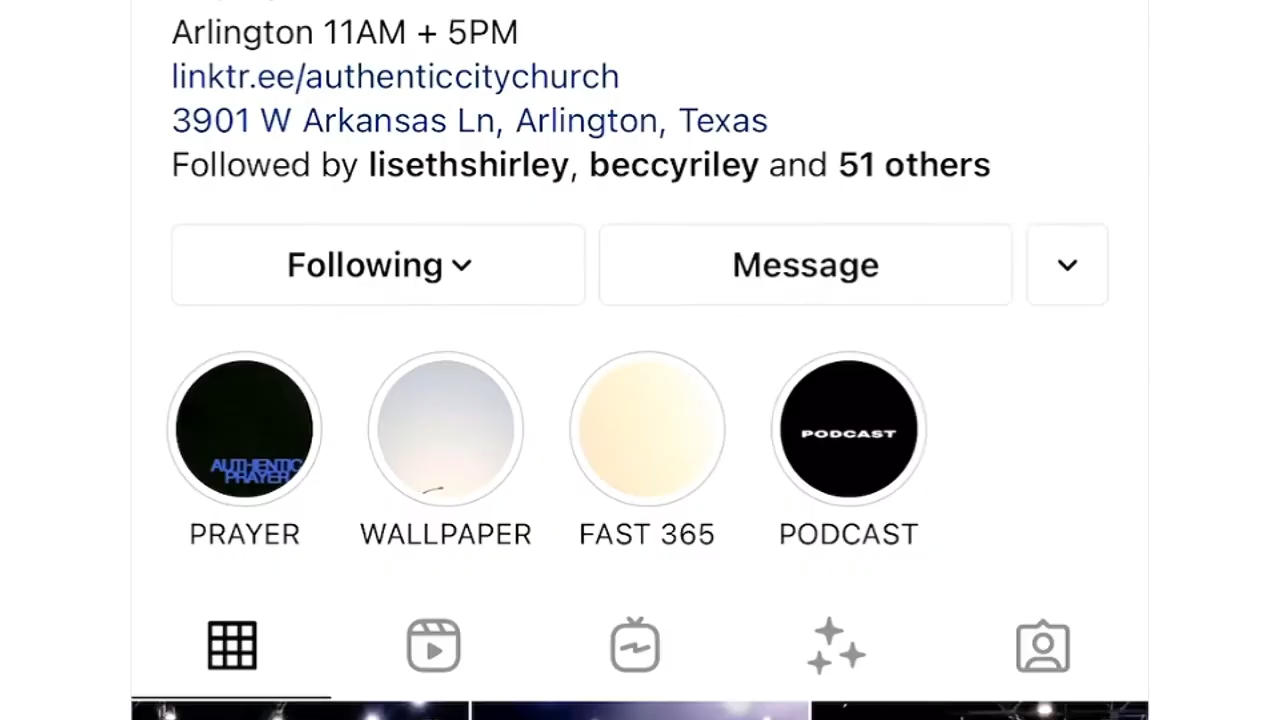 Arlington 11AM + 5PM
linktr.ee/authenticcitychurch
3901 W Arkansas Ln, Arlington, Texas
Followed by lisethshirley, beccyriley and 51 others
Following
Message
AUTHENTIC
PRAYER
PODCAST
PRAYER
WALLPAPER
FAST 365
PODCAST